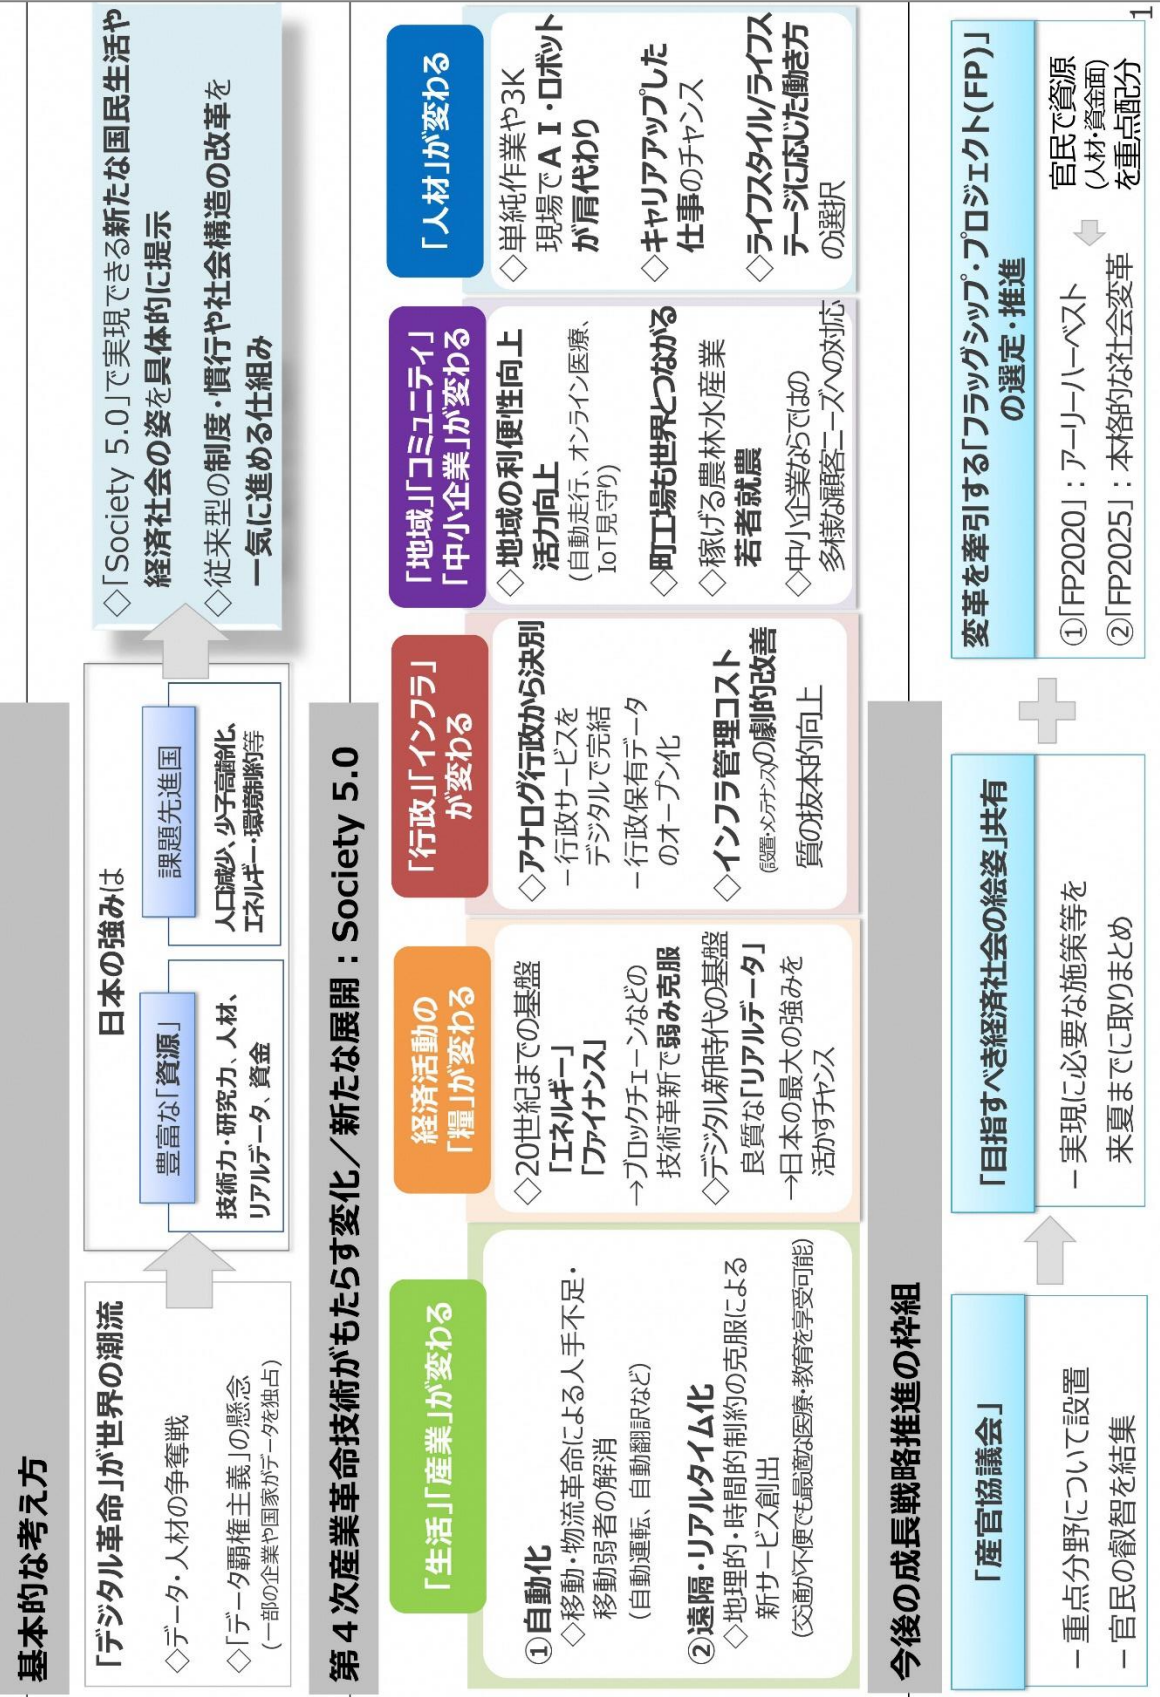 基本的な考え方
「デジタル革命」が世界の潮流
◇データ・人材の争奪戦
◇「データ覇権主義」の懸念
(一部の企業や国家がデータを独占)
日本の強みは
豊富な「資源」
技術力・研究力、人材、
リアルデータ、資金
課題先進国
人口減少、少子高齢化、
エネルギー・環境制約等
◇「Society 5.0」で実現できる新たな国民生活や
経済社会の姿を具体的に提示
◇従来型の制度・慣行や社会構造の改革を
一気に進める仕組み
第4次産業革命技術がもたらす変化／新たな展開：Society 5.0
「生活」「産業」が変わる
①自動化
◇移動・物流革命による人手不足・
移動弱者の解消
(自動運転、自動翻訳など)
②遠隔・リアルタイム化
◇地理的・時間的制約の克服による
新サービス創出
(交通が不便でも最適な医療・教育を享受可能)
経済活動の
「糧」が変わる
◇20世紀までの基盤
「エネルギー」
「ファイナンス」
→ブロックチェーンなどの
技術革新で弱み克服
◇デジタル新時代の基盤
良質な「リアルデータ」
→日本の最大の強みを
活かすチャンス
「行政」「インフラ」
が変わる
◇アナログ行政から決別
－行政サービスを
デジタルで完結
－行政保有データ
のオープン化
◇インフラ管理コスト
(設置・メンテナンス)の劇的改善
質の抜本的向上
「地域」「コミュニティ」
「中小企業」が変わる
◇地域の利便性向上
活力向上
(自動走行、オンライン医療、
IoT見守り)
◇町工場も世界とつながる
◇稼げる農林水産業
若者就農
◇中小企業ならではの
多様な顧客ニーズへの対応
「人材」が変わる
◇単純作業や3K
現場でＡＩ・ロボット
が肩代わり
◇キャリアアップした
仕事のチャンス
◇ライフスタイル/ライフス
テージに応じた働き方
の選択
今後の成長戦略推進の枠組
「産官協議会」
－重点分野について設置
－官民の叡智を結集
「目指すべき経済社会の絵姿」共有
－実現に必要な施策等を
来夏までに取りまとめ
変革を牽引する「フラッグシップ・プロジェクト(FP)」
の選定・推進
①「FP2020」：アーリーハーベスト
②「FP2025」：本格的な社会変革
官民で資源
(人材・資金面)
を重点配分
1